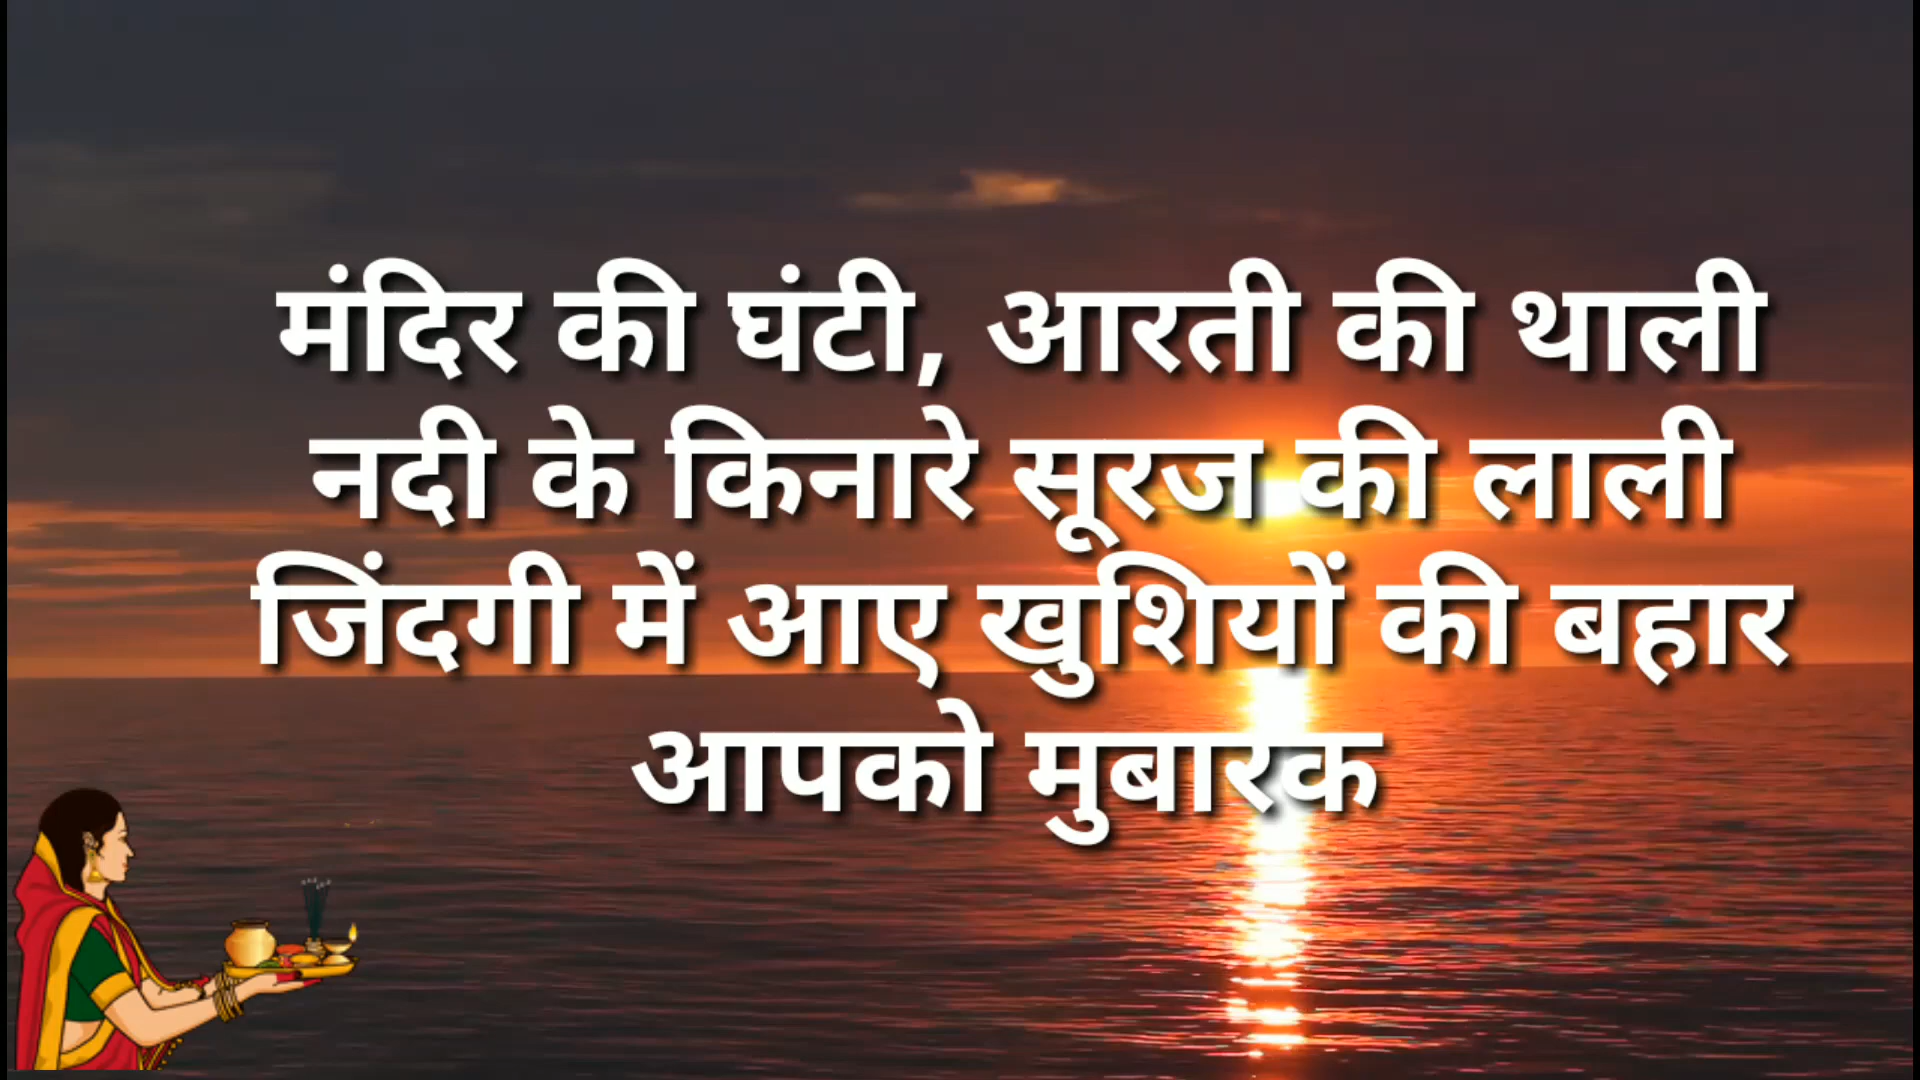 मंदिर की घंटी, आरती की थाली
नदी के किनारे सूरज की लाली
जिंदगी में आए खुशियों की बहार
आपको मुबारक